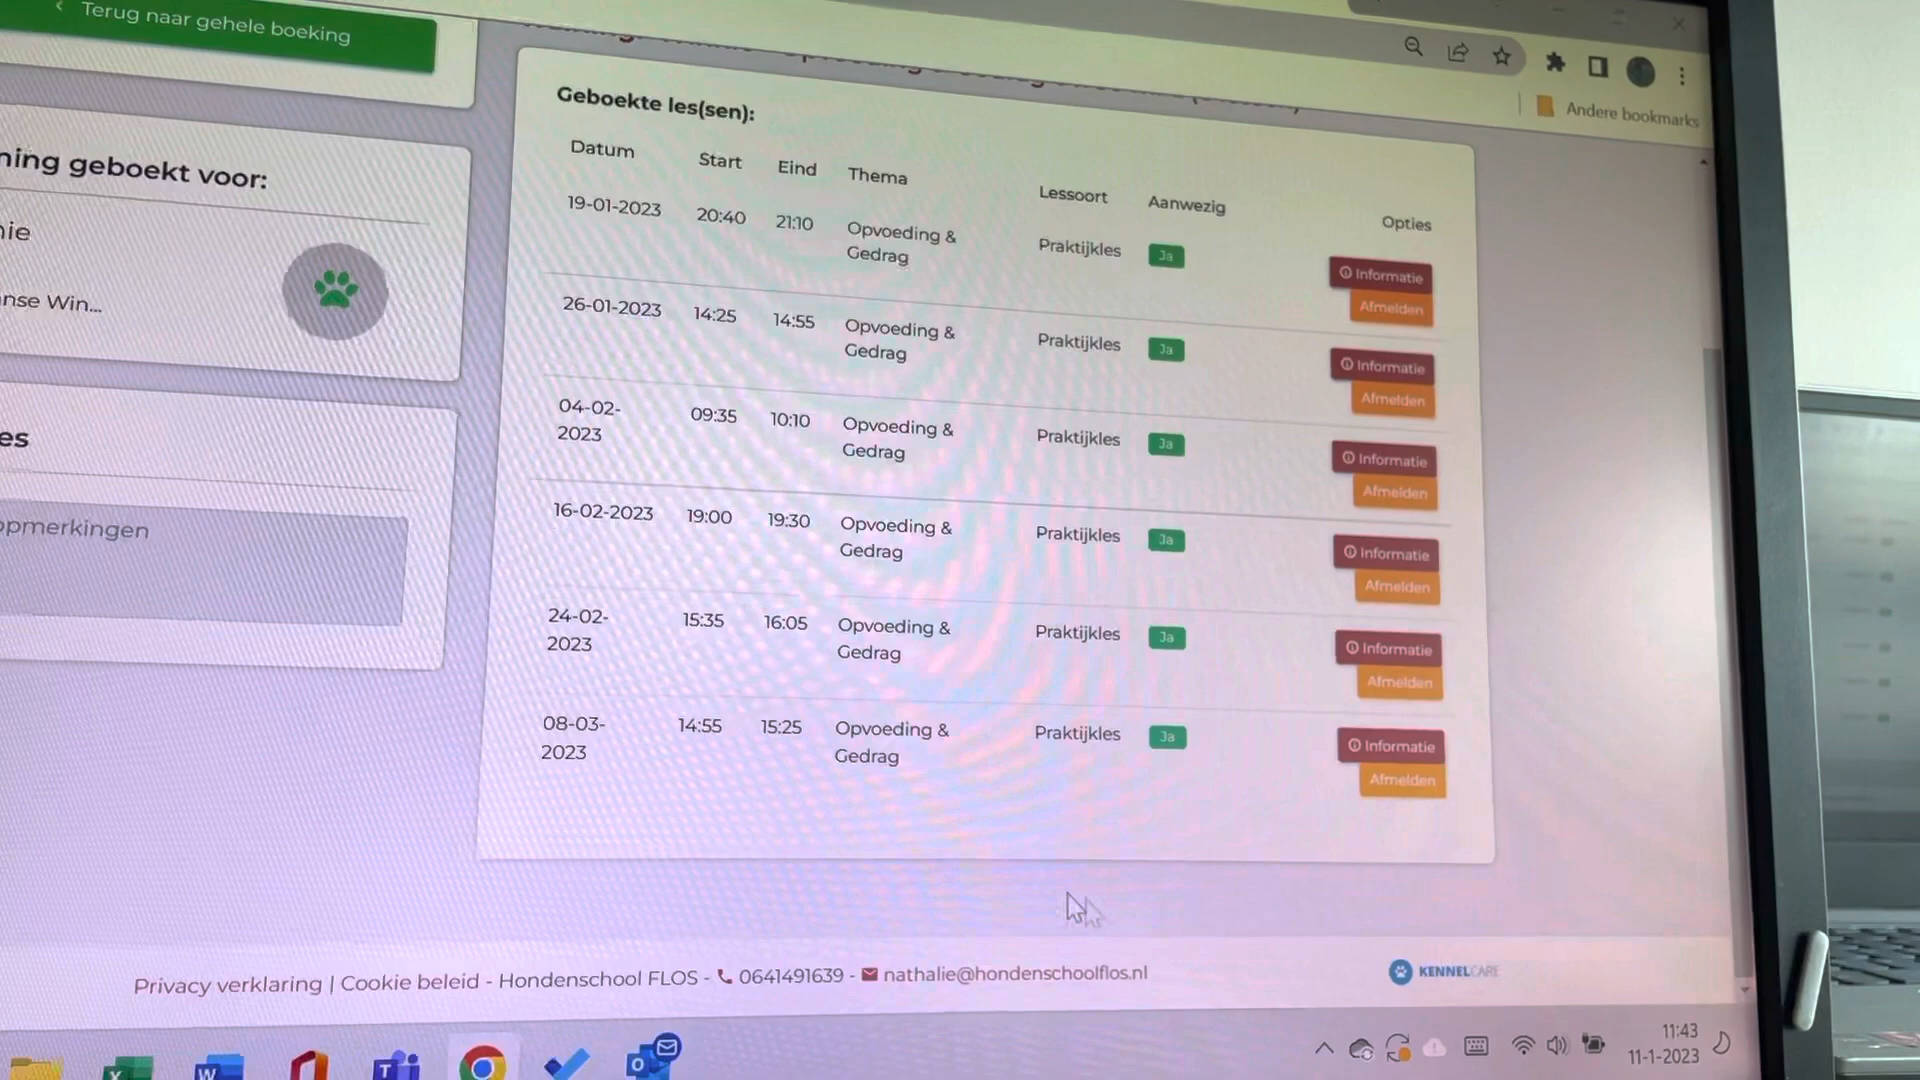 Terug naar gehele boeking
Andere bookmarks
ning geboekt voor:
nie
nse Win...
es
opmerkingen
Geboekte les(sen):
Datum Start Eind Thema Lessoort Aanwezig Opties
19-01-2023 20:40 21:10 Opvoeding & Praktijkles Ja Informatie
Gedrag Afmelden
26-01-2023 14:25 14:55 Opvoeding & Praktijkles Ja Informatie
Gedrag Afmelden
04-02- 09:35 10:10 Opvoeding & Praktijkles Ja Informatie
2023 Gedrag Afmelden
16-02-2023 19:00 19:30 Opvoeding & Praktijkles Ja Informatie
Gedrag Afmelden
24-02- 15:35 16:05 Opvoeding & Praktijkles Ja Informatie
2023 Gedrag Afmelden
08-03- 14:55 15:25 Opvoeding & Praktijkles Ja Informatie
2023 Gedrag Afmelden
Privacy verklaring | Cookie beleid - Hondenschool FLOS - 0641491639 - nathalie@hondenschoolflos.nl
KENNELCARE
11:43
11-1-2023